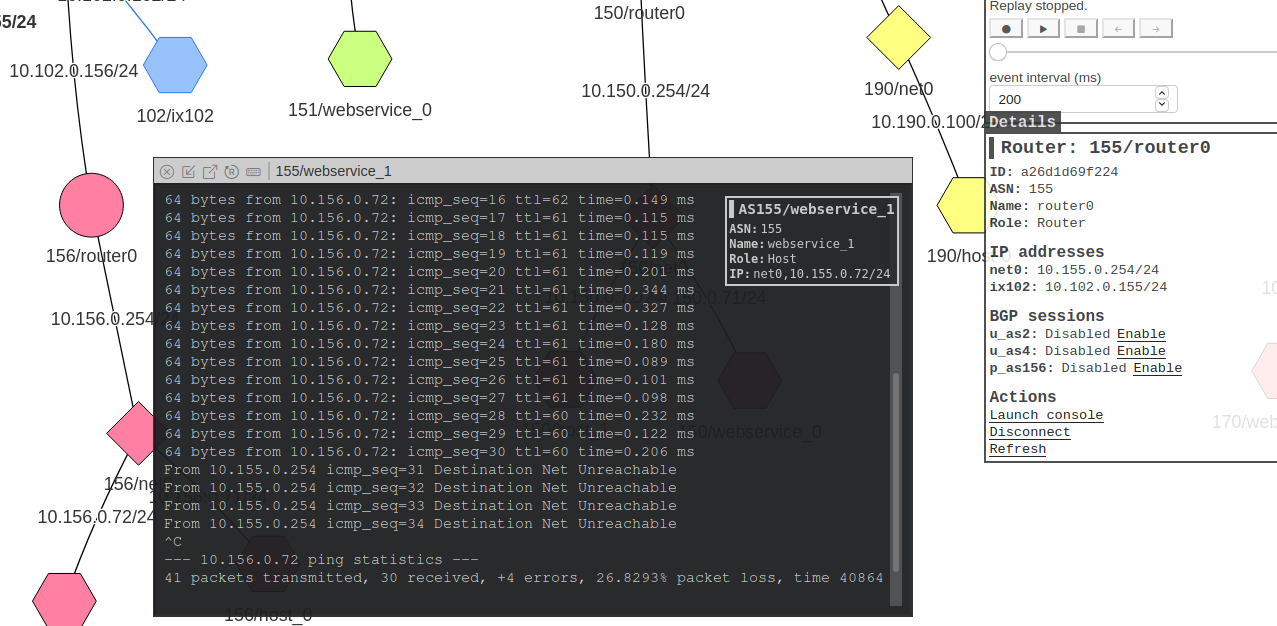 5/24
10.102.0.156/24
102/ix102
151/webservice_0
150/router0
10.150.0.254/24
190/net0
10.190.0.100/2
156/router0
10.156.0.254/
190/hos
156/ne
10.156.0.72/24
156/host_0
/webservice_0
0.71/24
170/web
10
155/webservice_1
64 bytes from 10.156.0.72: icmp_seq=16 ttl=62 time=0.149 ms
64 bytes from 10.156.0.72: icmp_seq=17 ttl=61 time=0.115 ms
64 bytes from 10.156.0.72: icmp_seq=18 ttl=61 time=0.115 ms
64 bytes from 10.156.0.72: icmp_seq=19 ttl=61 time=0.119 ms
64 bytes from 10.156.0.72: icmp_seq=20 ttl=61 time=0.201 ms
64 bytes from 10.156.0.72: icmp_seq=21 ttl=61 time=0.344 ms
64 bytes from 10.156.0.72: icmp_seq=22 ttl=61 time=0.327 ms
64 bytes from 10.156.0.72: icmp_seq=23 ttl=61 time=0.128 ms
64 bytes from 10.156.0.72: icmp_seq=24 ttl=61 time=0.180 ms
64 bytes from 10.156.0.72: icmp_seq=25 ttl=61 time=0.089 ms
64 bytes from 10.156.0.72: icmp_seq=26 ttl=61 time=0.101 ms
64 bytes from 10.156.0.72: icmp_seq=27 ttl=61 time=0.098 ms
64 bytes from 10.156.0.72: icmp_seq=28 ttl=60 time=0.232 ms
64 bytes from 10.156.0.72: icmp_seq=29 ttl=60 time=0.122 ms
64 bytes from 10.156.0.72: icmp_seq=30 ttl=60 time=0.206 ms
From 10.155.0.254 icmp_seq=31 Destination Net Unreachable
From 10.155.0.254 icmp_seq=32 Destination Net Unreachable
From 10.155.0.254 icmp_seq=33 Destination Net Unreachable
From 10.155.0.254 icmp_seq=34 Destination Net Unreachable
^C
--- 10.156.0.72 ping statistics ---
41 packets transmitted, 30 received, +4 errors, 26.8293% packet loss, time 40864
AS155/webservice_1
ASN: 155
Name: webservice_1
Role: Host
IP: net0,10.155.0.72/24
Replay stopped.
event interval (ms)
200
Details
Router: 155/router0
ID: a26d1d69f224
ASN: 155
Name: router0
Role: Router
IP addresses
net0: 10.155.0.254/24
ix102: 10.102.0.155/24
BGP sessions
u_as2: Disabled Enable
u_as4: Disabled Enable
p_as156: Disabled Enable
Actions
Launch console
Disconnect
Refresh